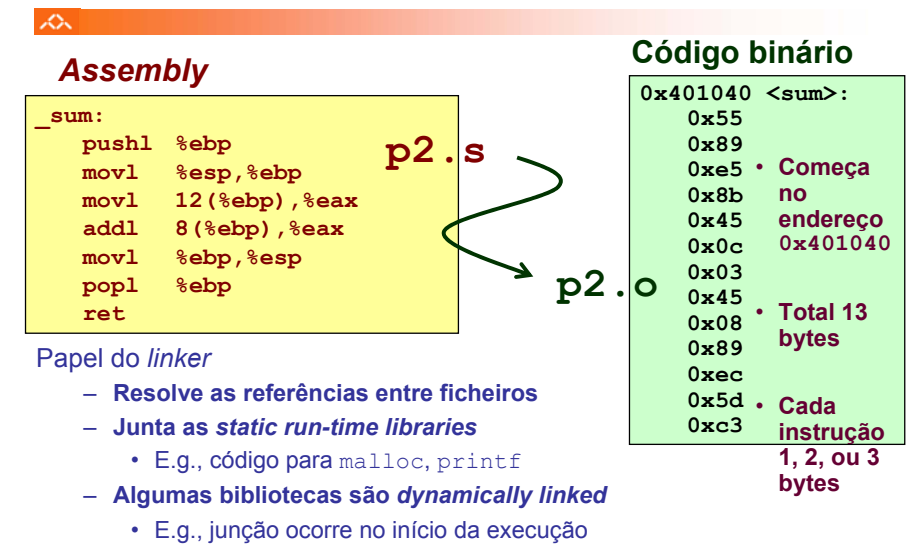 Assembly
_sum:
pushl %ebp
movl %esp,%ebp
movl 12(%ebp),%eax
addl 8(%ebp),%eax
movl %ebp,%esp
popl %ebp
ret
p2.s
p2.o
Código binário
0x401040 <sum>:
0x55
0x89
0xe5
0x8b
0x45
0x0c
0x03
0x45
0x08
0x89
0xec
0x5d
0xc3
• Começa
no
endereço
0x401040
• Total 13
bytes
• Cada
instrução
1, 2, ou 3
bytes
Papel do linker
– Resolve as referências entre ficheiros
– Junta as static run-time libraries
• E.g., código para malloc, printf
– Algumas bibliotecas são dynamically linked
• E.g., junção ocorre no início da execução